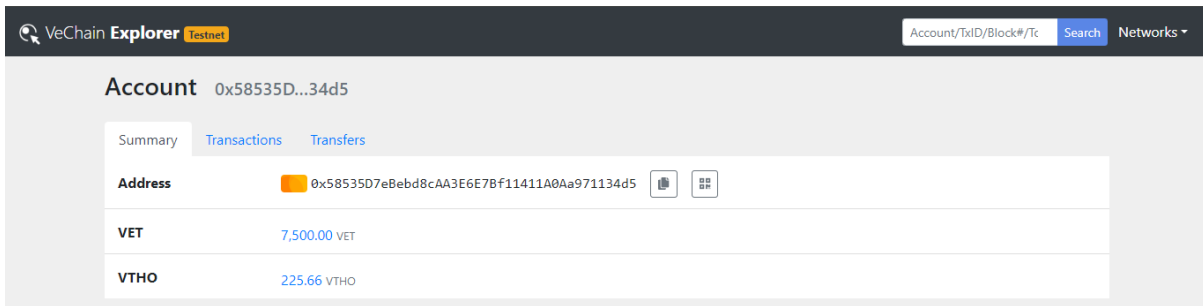 VeChain Explorer Testnet Account/TxID/Block#/Tc Search Networks
Account 0x58535D...34d5
Summary Transactions Transfers
Address 0x58535D7eBebd8cAA3E6E7Bf11411A0Aa971134d5
VET 7,500.00 VET
VTHO 225.66 VTHO